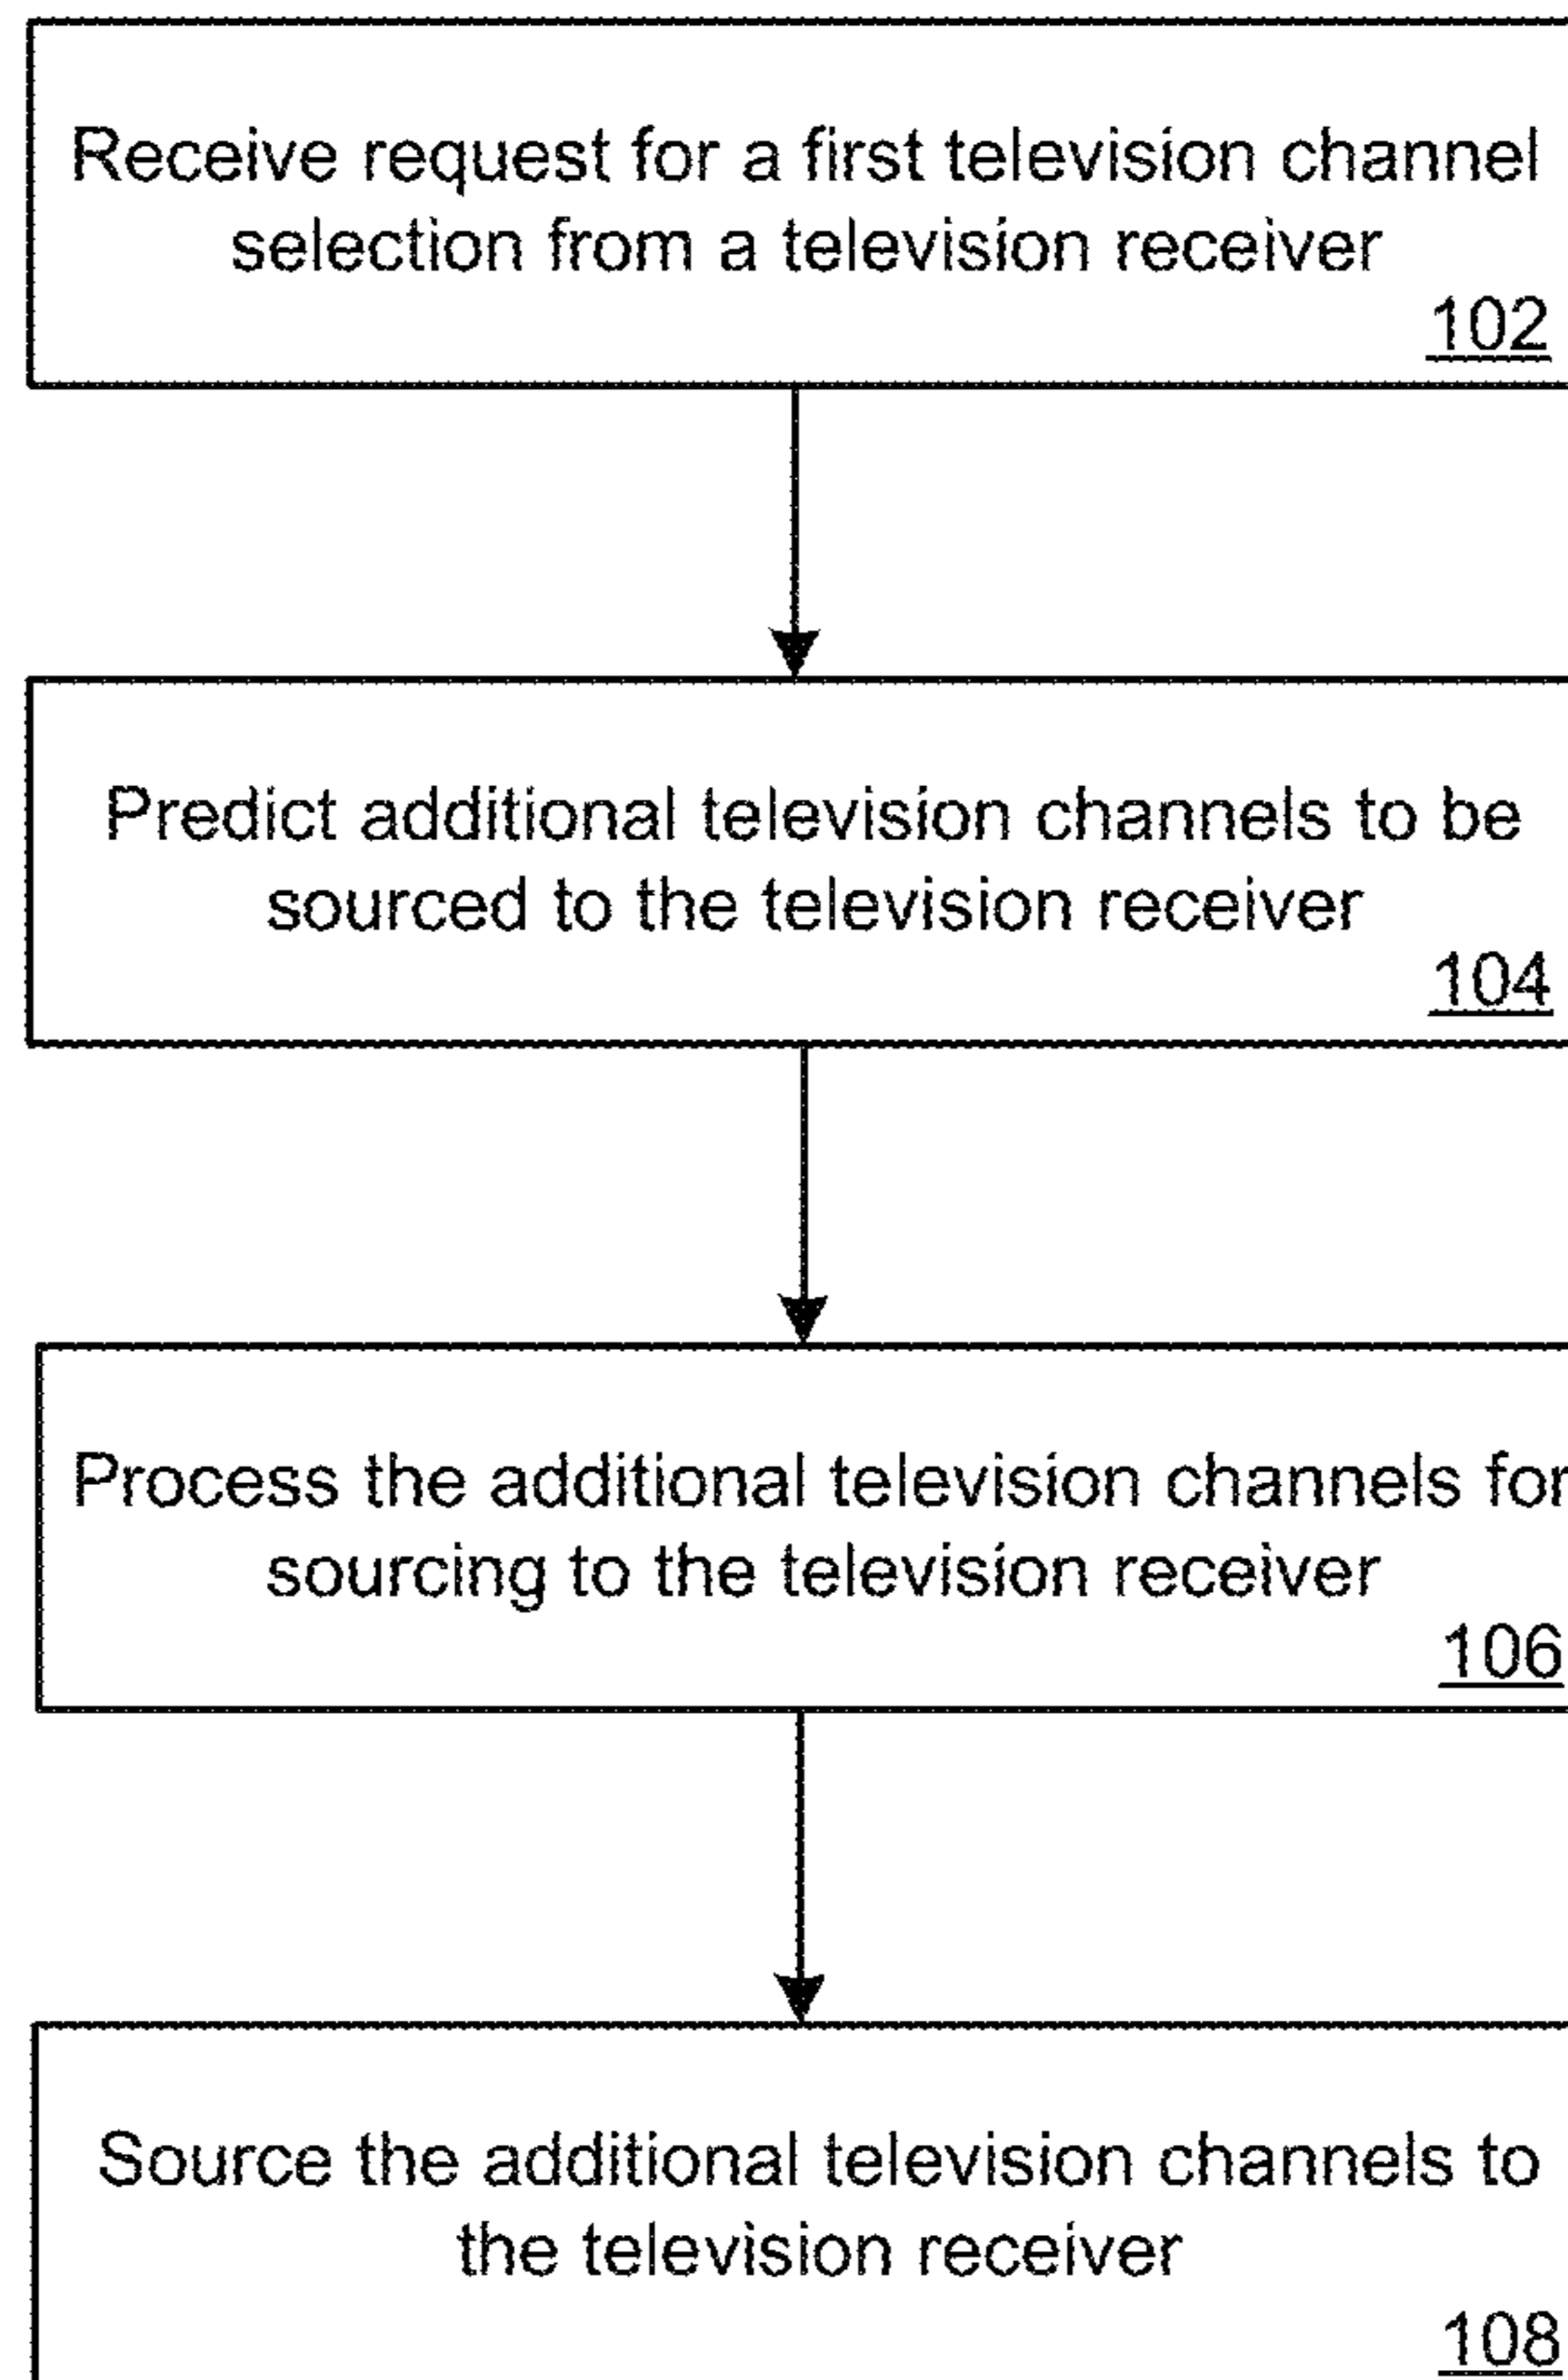 Receive request for a first television channel
selection from a television receiver
102
Predict additional television channels to be
sourced to the television receiver
104
Process the additional television channels for
sourcing to the television receiver
106
Source the additional television channels to
the television receiver
108